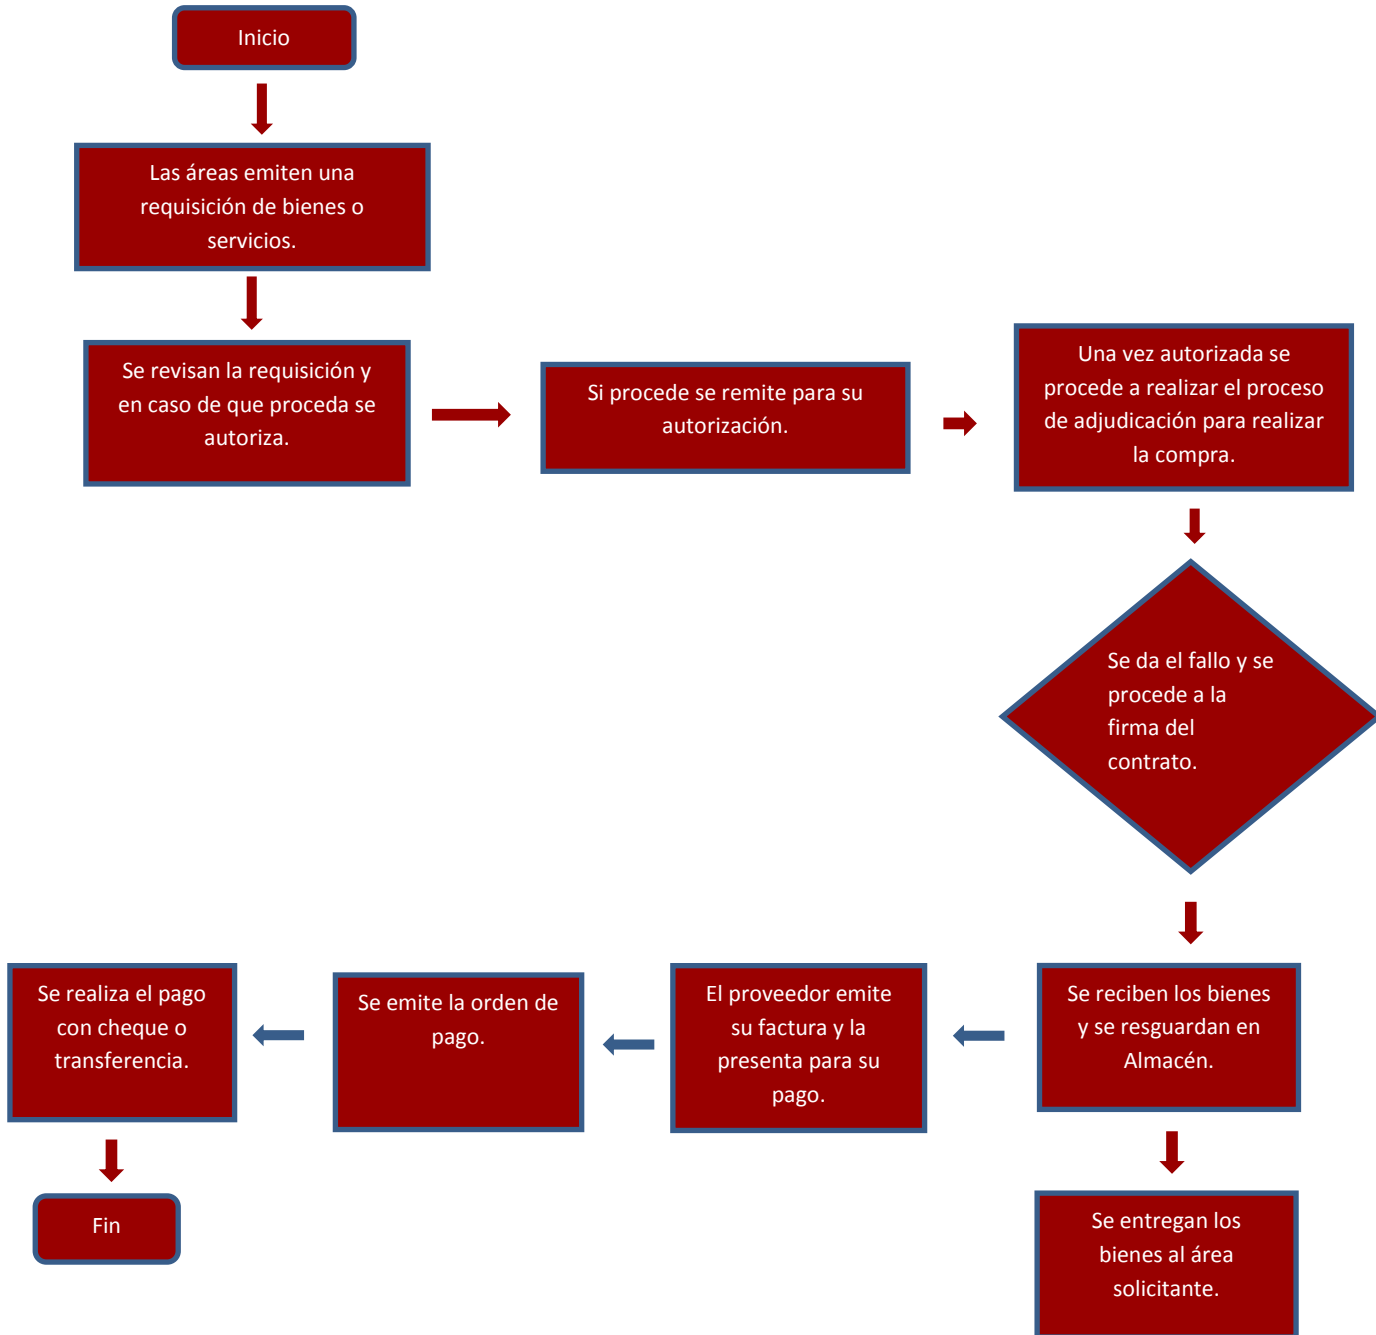 Inicio
Las áreas emiten una
requisición de bienes o
servicios.
Se revisan la requisición y
en caso de que proceda se
autoriza.
Si procede se remite para su
autorización.
Una vez autorizada se
procede a realizar el proceso
de adjudicación para realizar
la compra.
Se da el fallo y se
procede a la
firma del
contrato.
Se reciben los bienes
y se resguardan en
Almacén.
El proveedor emite
su factura y la
presenta para su
pago.
Se emite la orden de
pago.
Se realiza el pago
con cheque o
transferencia.
Fin
Se entregan los
bienes al área
solicitante.